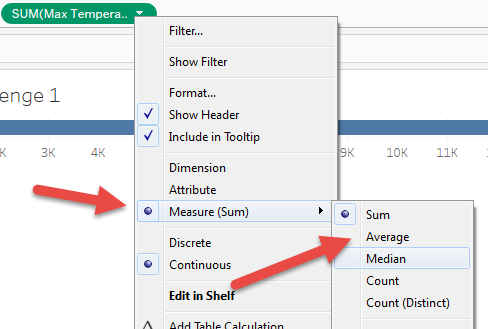 SUM(Max Tempera..
Filter...
Show Filter
enge 1
Format...
Show Header
Include in Tooltip
2K 3K 4K 9K 10K 11K
Dimension
Attribute
Measure (Sum)
Sum
Average
Discrete
Median
Continuous
Count
Edit in Shelf
Count (Distinct)
Add Table Calculation